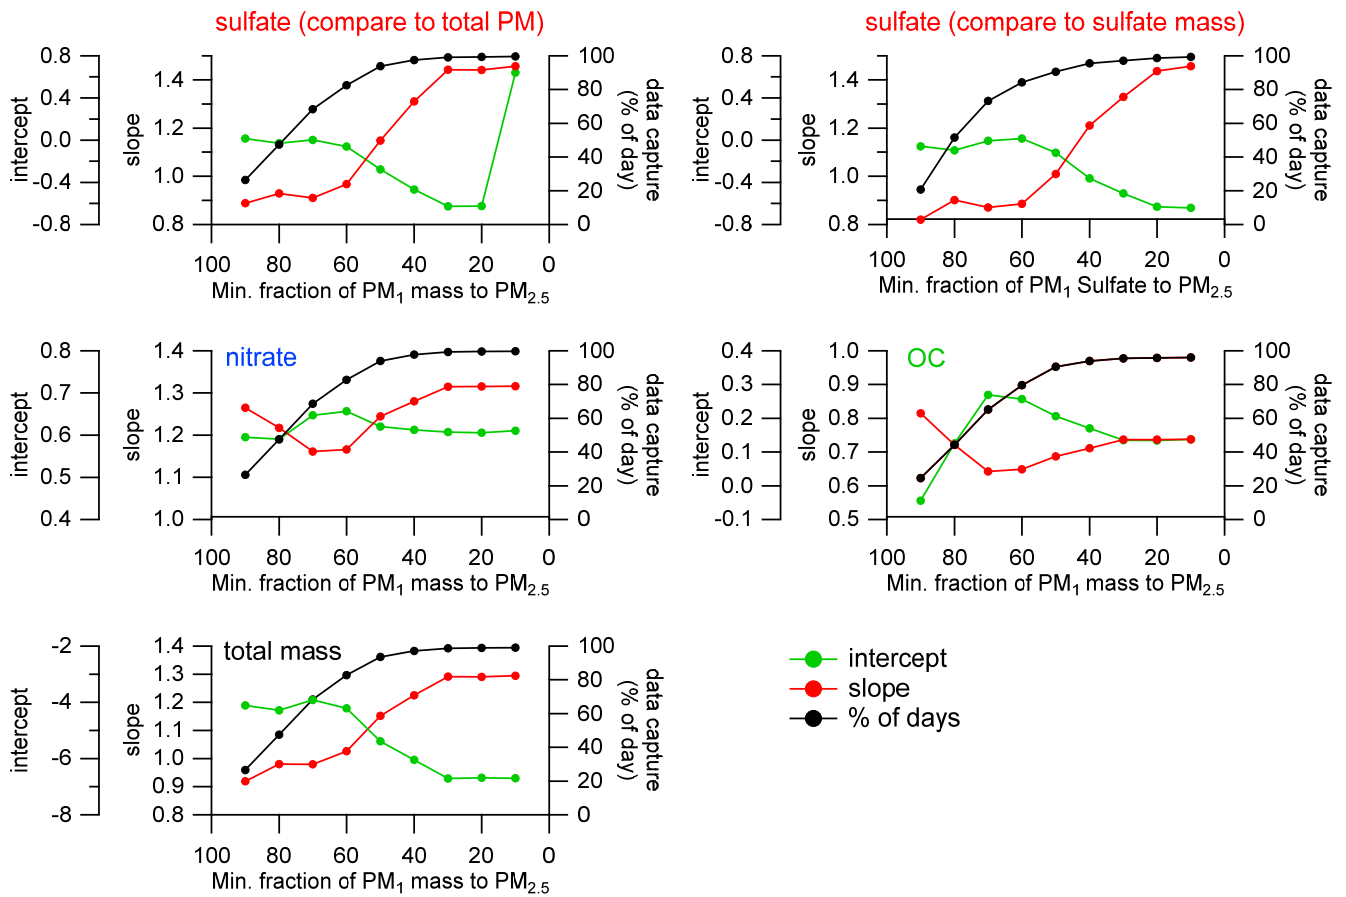 sulfate (compare to total PM)
intercept
0.8
0.4
0.0
-0.4
-0.8
slope
1.4
1.2
1.0
0.8
100
80
60
40
20
0
data capture
(% of day)
100 80 60 40 20 0
Min. fraction of PM1 mass to PM2.5
sulfate (compare to sulfate mass)
intercept
0.8
0.4
0.0
-0.4
-0.8
slope
1.4
1.2
1.0
0.8
100
80
60
40
20
0
data capture
(% of day)
100 80 60 40 20 0
Min. fraction of PM1 Sulfate to PM2.5
nitrate
intercept
0.8
0.7
0.6
0.5
0.4
slope
1.4
1.3
1.2
1.1
1.0
100
80
60
40
20
0
data capture
(% of day)
100 80 60 40 20 0
Min. fraction of PM1 mass to PM2.5
OC
intercept
0.4
0.3
0.2
0.1
0.0
-0.1
slope
1.0
0.9
0.8
0.7
0.6
0.5
100
80
60
40
20
0
data capture
(% of day)
100 80 60 40 20 0
Min. fraction of PM1 mass to PM2.5
total mass
intercept
-2
-4
-6
-8
slope
1.4
1.3
1.2
1.1
1.0
0.9
0.8
100
80
60
40
20
0
data capture
(% of day)
100 80 60 40 20 0
Min. fraction of PM1 mass to PM2.5
intercept
slope
% of days